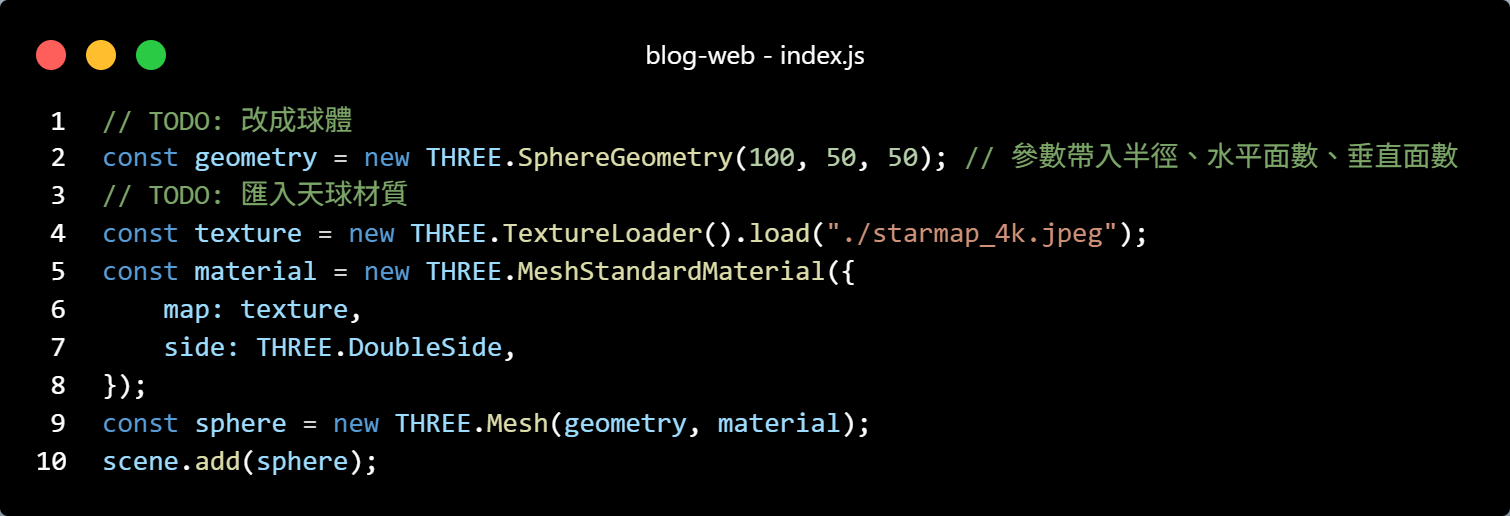 blog-web - index.js
1 // TODO: 改成球體
2 const geometry = new THREE.SphereGeometry(100, 50, 50); // 參數帶入半徑、水平面數、垂直面數
3 // TODO: 匯入天球材質
4 const texture = new THREE.TextureLoader().load("./starmap_4k.jpeg");
5 const material = new THREE.MeshStandardMaterial({
6     map: texture,
7     side: THREE.DoubleSide,
8 });
9 const sphere = new THREE.Mesh(geometry, material);
10 scene.add(sphere);